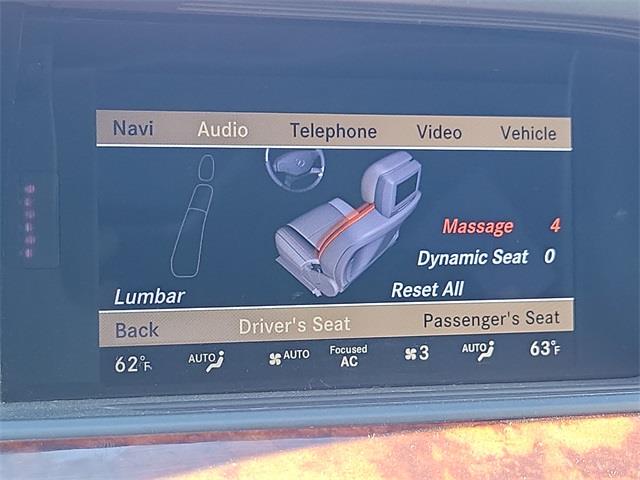 Navi Audio Telephone Video Vehicle
Massage 4
Dynamic Seat 0
Lumbar Reset All
Back Driver's Seat Passenger's Seat
62°F AUTO AUTO Focused AC 3 AUTO 63°F